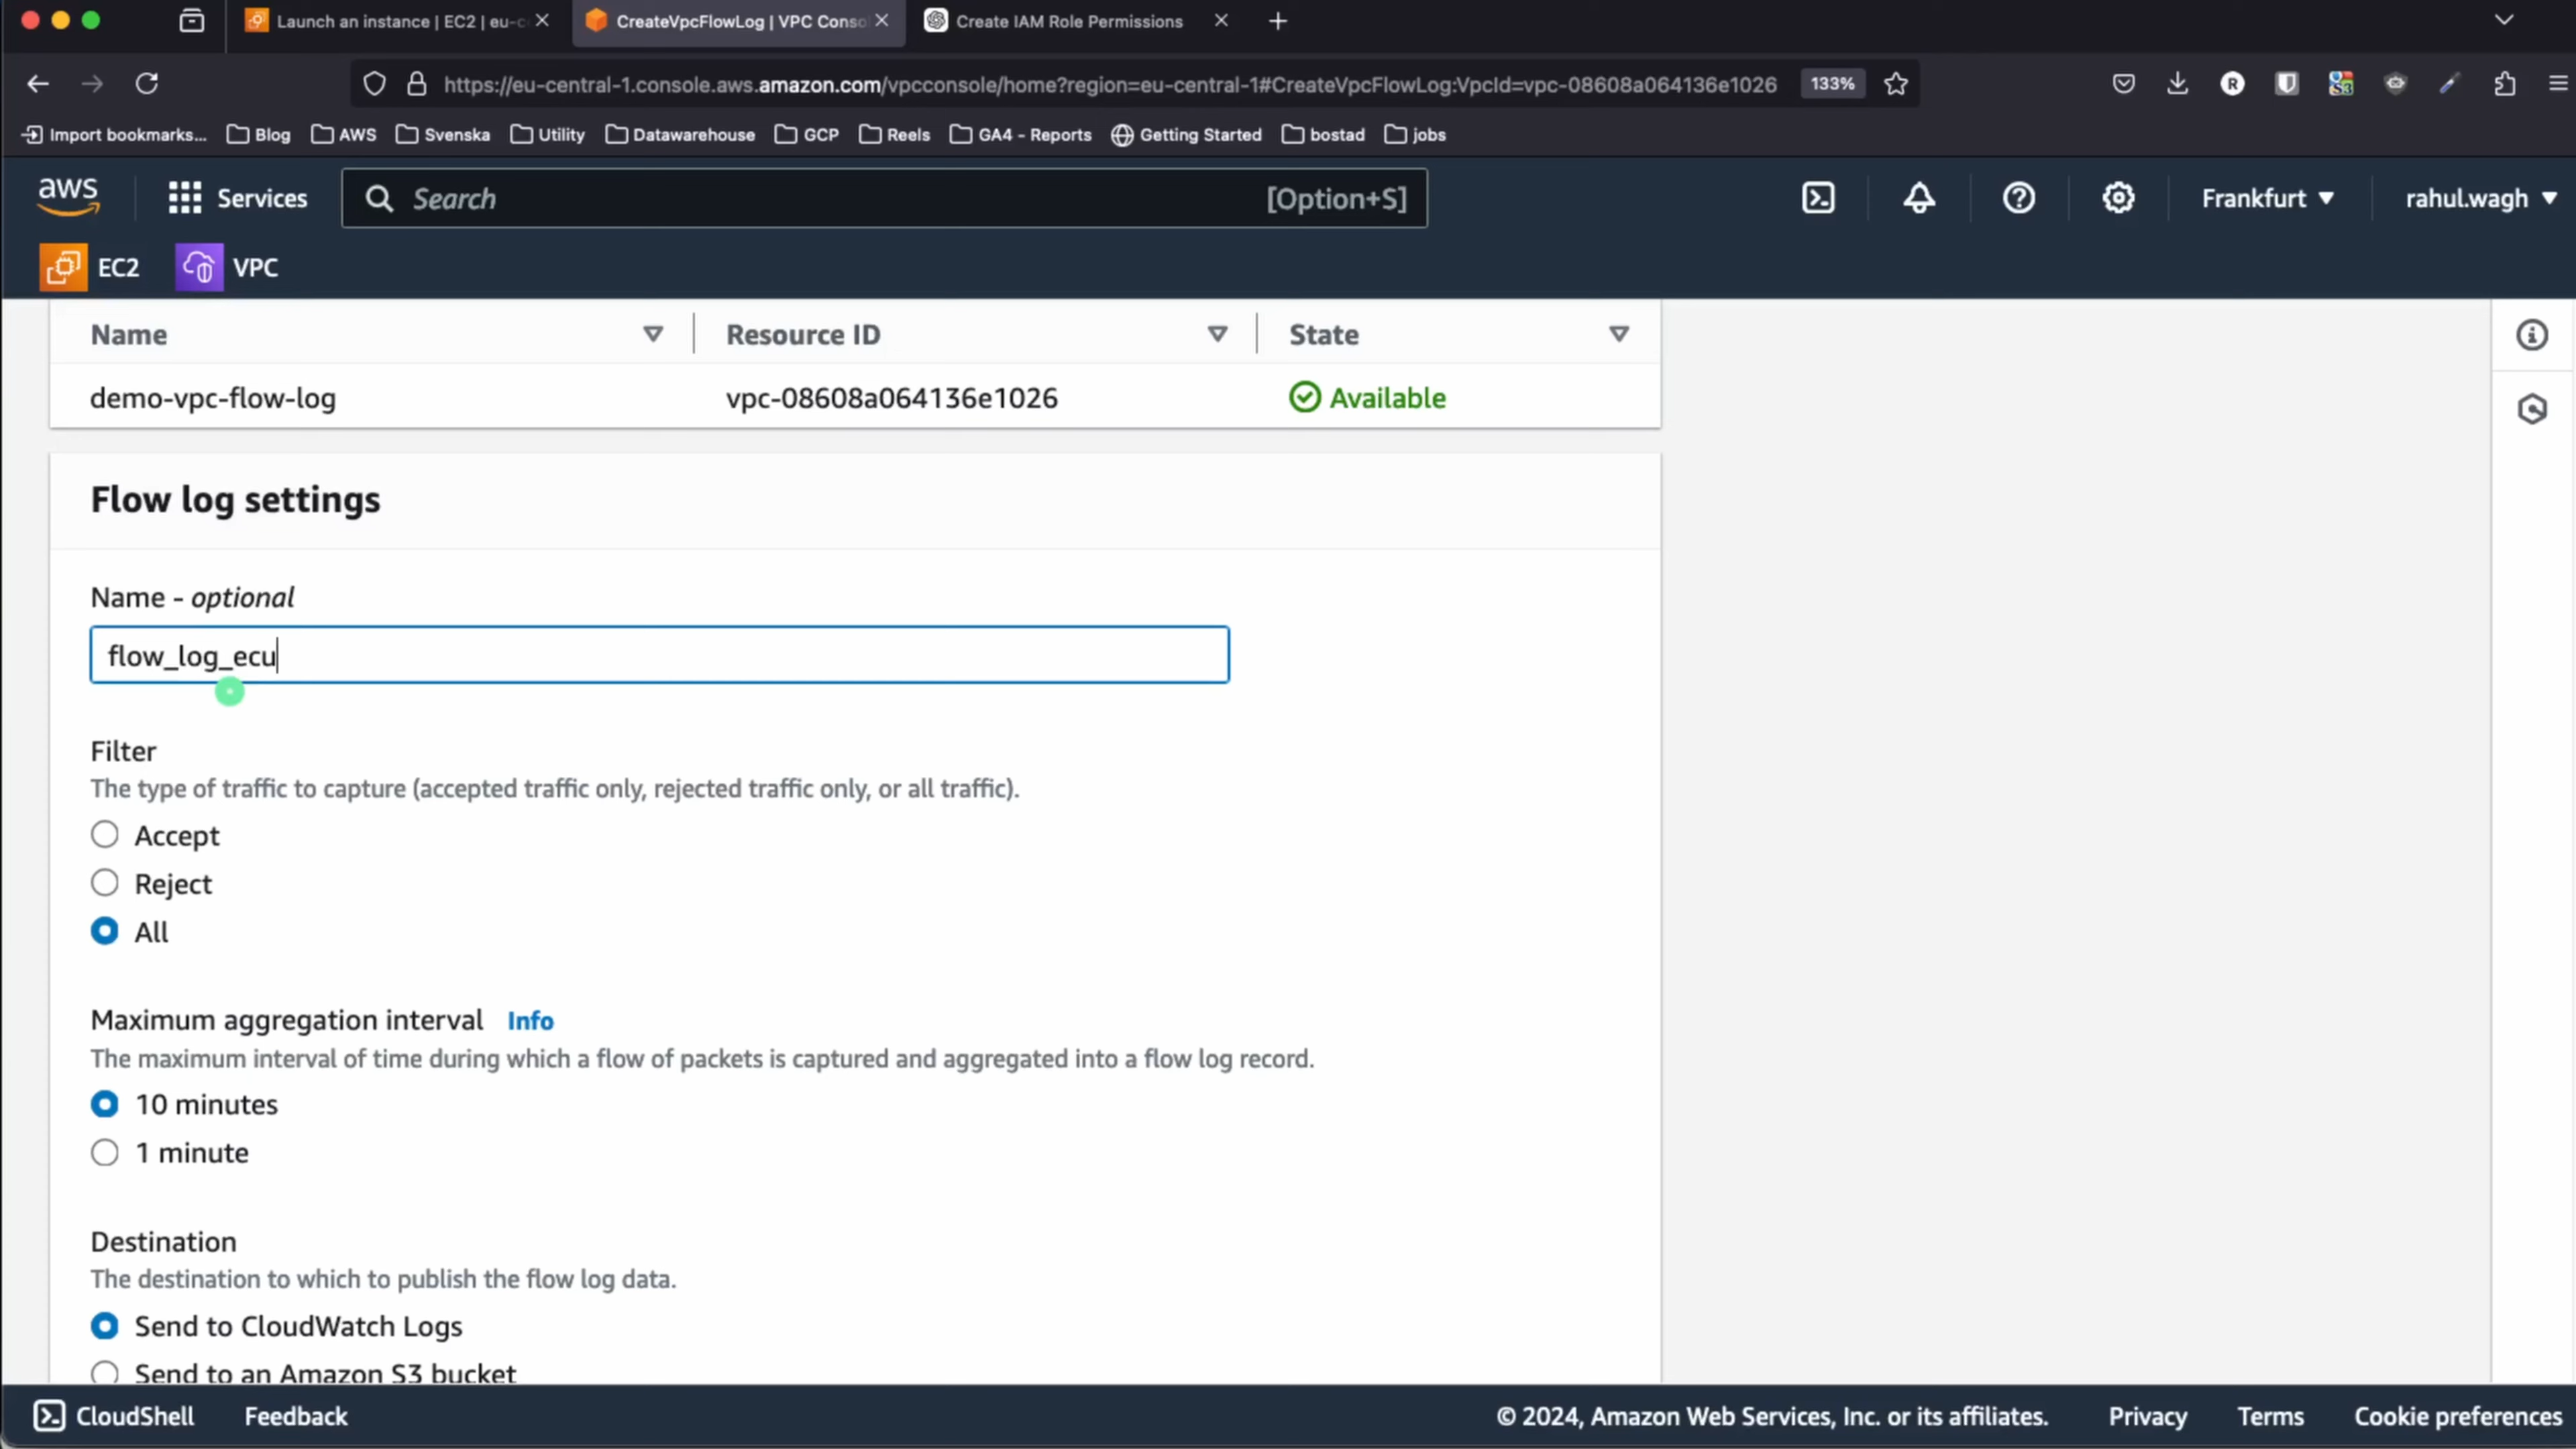 Launch an instance | EC2 | eu-c
CreateVpcFlowLog | VPC Conso
Create IAM Role Permissions
https://eu-central-1.console.aws.amazon.com/vpcconsole/home?region=eu-central-1#CreateVpcFlowLog:VpcId=vpc-08608a064136e1026
133%
Import bookmarks...
Blog
AWS
Svenska
Utility
Datawarehouse
GCP
Reels
GA4 - Reports
Getting Started
bostad
jobs
aws
Services
Search
[Option+S]
Frankfurt
rahul.wagh
EC2
VPC
Name
Resource ID
State
demo-vpc-flow-log
vpc-08608a064136e1026
Available
Flow log settings
Name - optional
flow_log_ecu
Filter
The type of traffic to capture (accepted traffic only, rejected traffic only, or all traffic).
Accept
Reject
All
Maximum aggregation interval Info
The maximum interval of time during which a flow of packets is captured and aggregated into a flow log record.
10 minutes
1 minute
Destination
The destination to which to publish the flow log data.
Send to CloudWatch Logs
Send to an Amazon S3 bucket
CloudShell
Feedback
© 2024, Amazon Web Services, Inc. or its affiliates.
Privacy
Terms
Cookie preferences